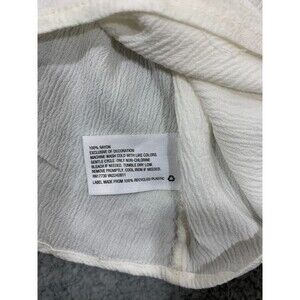 100% RAYON
EXCLUSIVE OF DECORATION
MACHINE WASH COLD WITH LIKE COLORS.
GENTLE CYCLE. ONLY NON-CHLORINE
BLEACH IF NEEDED. TUMBLE DRY LOW.
REMOVE PROMPTLY, COOL IRON IF NEEDED.
LABEL MADE FROM 100% RECYCLED PLASTIC